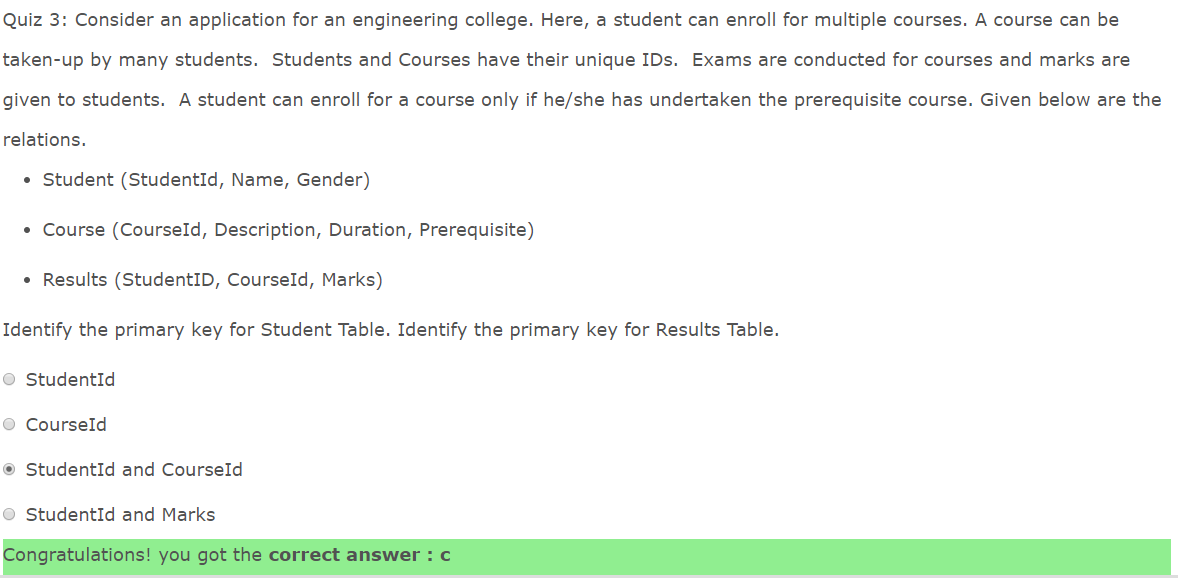 Quiz 3: Consider an application for an engineering college. Here, a student can enroll for multiple courses. A course can be
taken-up by many students.  Students and Courses have their unique IDs.  Exams are conducted for courses and marks are
given to students.  A student can enroll for a course only if he/she has undertaken the prerequisite course. Given below are the
relations.
• Student (StudentId, Name, Gender)
• Course (CourseId, Description, Duration, Prerequisite)
• Results (StudentID, CourseId, Marks)
Identify the primary key for Student Table. Identify the primary key for Results Table.
StudentId
CourseId
StudentId and CourseId
StudentId and Marks
Congratulations! you got the correct answer : c